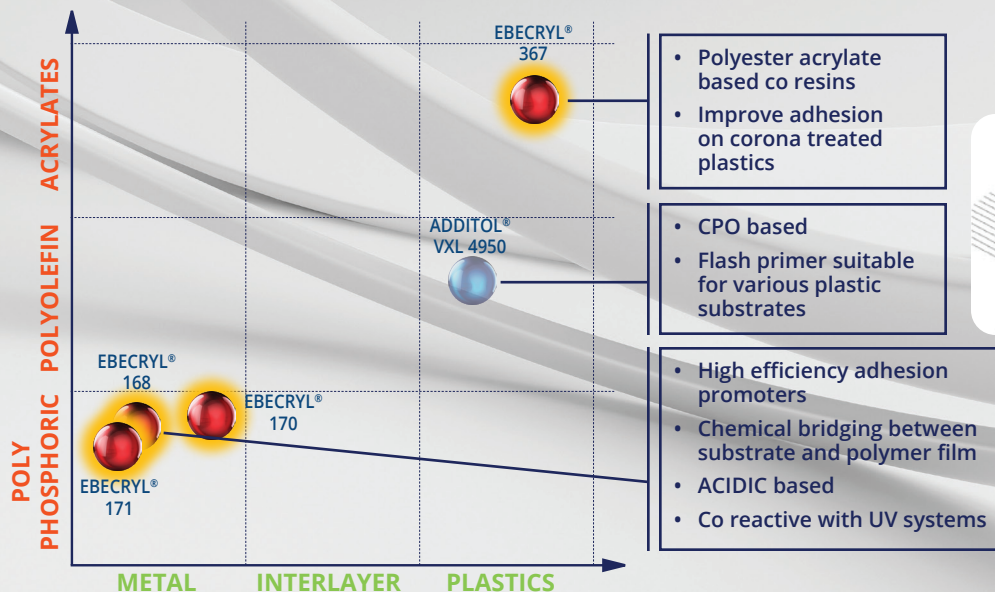 ACRYLATES
POLYOLEFIN
POLY
PHOSPHORIC
EBECRYL®
367
ADDITOL®
VXL 4950
EBECRYL®
168
EBECRYL®
170
EBECRYL®
171
METAL
INTERLAYER
PLASTICS
• Polyester acrylate
based co resins
• Improve adhesion
on corona treated
plastics
• CPO based
• Flash primer suitable
for various plastic
substrates
• High efficiency adhesion
promoters
• Chemical bridging between
substrate and polymer film
• ACIDIC based
• Co reactive with UV systems